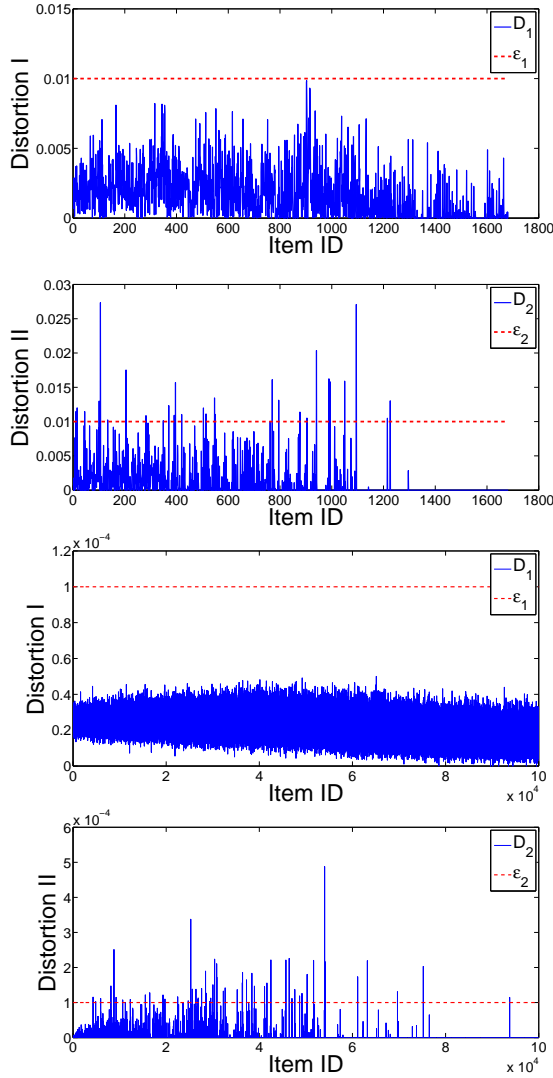 0.015
D₁
ε₁
0.01
Distortion I
0.005
0
0 200 400 600 800 1000 1200 1400 1600 1800
Item ID
0.03
D₂
ε₂
0.025
0.02
Distortion II
0.015
0.01
0.005
0
0 200 400 600 800 1000 1200 1400 1600 1800
Item ID
x 10⁻⁴
1.2
D₁
ε₁
1
0.8
Distortion I
0.6
0.4
0.2
0
0 2 4 6 8 10
Item ID
x 10⁴
x 10⁻⁴
6
D₂
ε₂
5
4
Distortion II
3
2
1
0
0 2 4 6 8 10
Item ID
x 10⁴